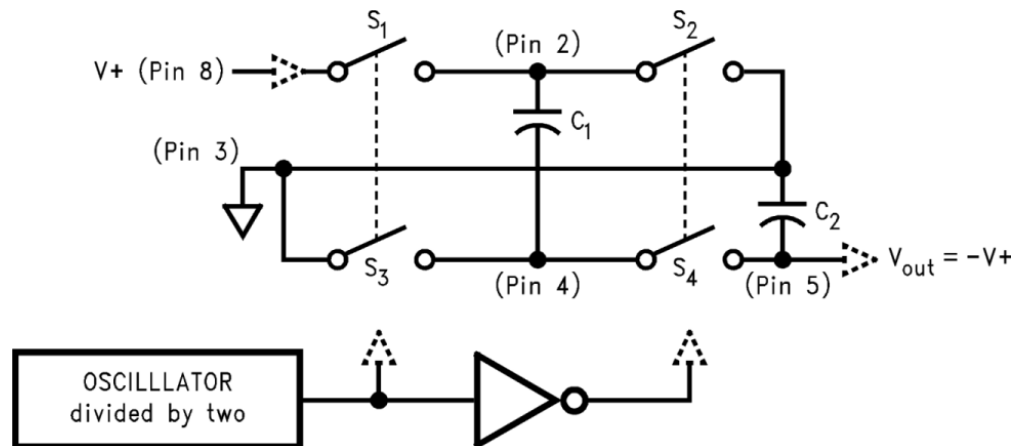 S1
S2
V+ (Pin 8)
(Pin 2)
C1
(Pin 3)
C2
S3
(Pin 4)
S4
(Pin 5)
Vout = -V+
OSCILLLATOR
divided by two